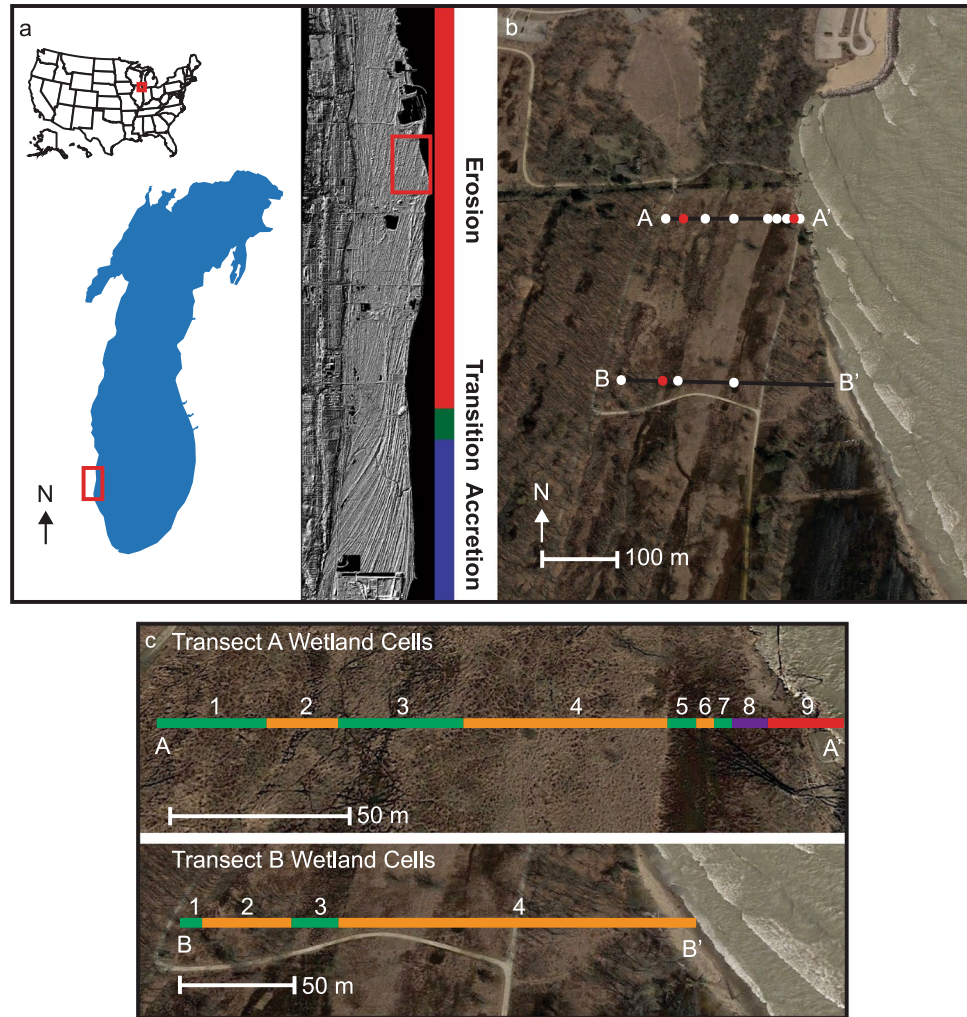 a
N
Erosion
Transition
Accretion
b
A
A'
B
B'
N
100 m
c Transect A Wetland Cells
1 2 3 4 5 6 7 8 9
A
A'
50 m
Transect B Wetland Cells
1 2 3 4
B
B'
50 m